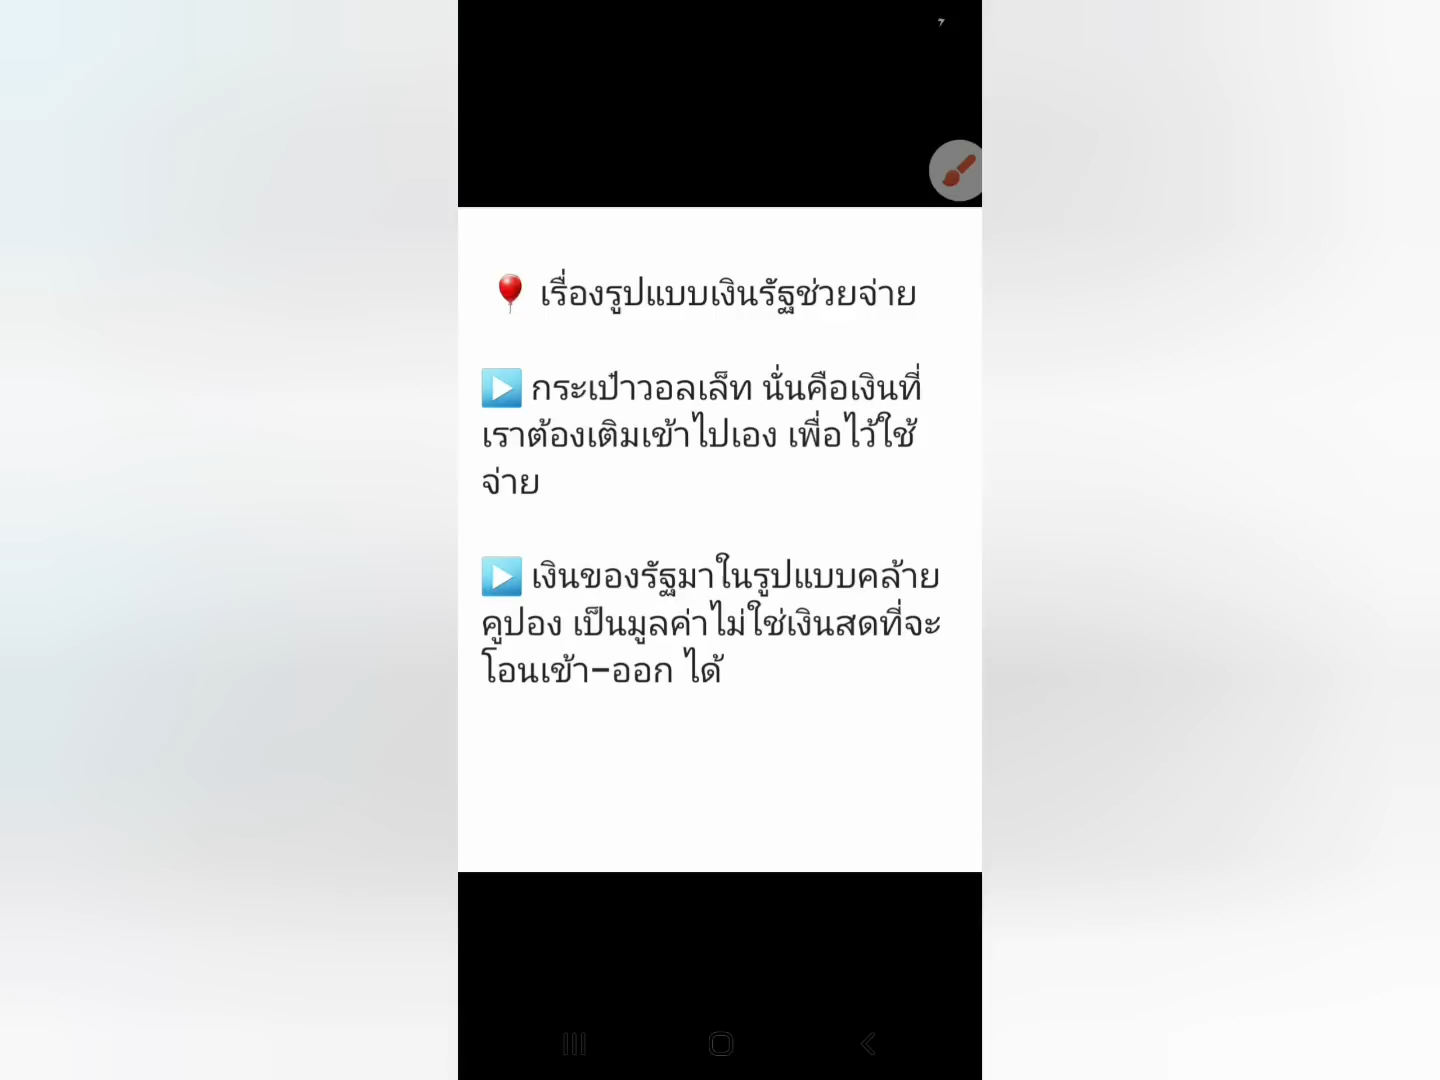 🎈 เรื่องรูปแบบเงินรัฐช่วยจ่าย
▶️ กระเป๋าวอลเล็ท นั่นคือเงินที่
เราต้องเติมเข้าไปเอง เพื่อไว้ใช้
จ่าย
▶️ เงินของรัฐมาในรูปแบบคล้าย
คูปอง เป็นมูลค่าไม่ใช่เงินสดที่จะ
โอนเข้า-ออก ได้